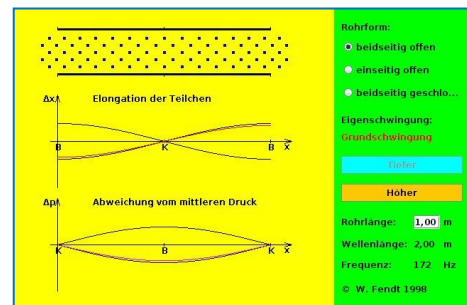 Δx
Elongation der Teilchen
B
K
B
x
Δp
Abweichung vom mittleren Druck
K
B
K
x
Rohrform:
beidseitig offen
einseitig offen
beidseitig geschlo...
Eigenschwingung:
Grundschwingung
Tiefer
Höher
Rohrlänge: 1,00 m
Wellenlänge: 2,00 m
Frequenz: 172 Hz
© W. Fendt 1998